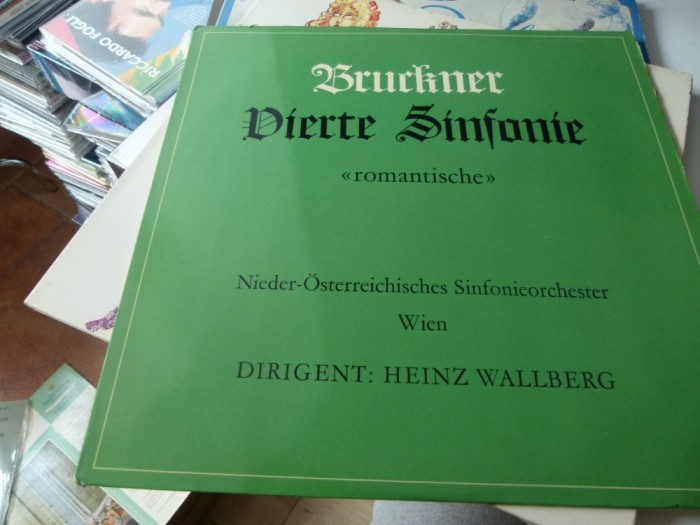 RICCARDO FOGLI
Bruckner
Vierte Sinfonie
«romantische»
Nieder-Österreichisches Sinfonieorchester
Wien
DIRIGENT: HEINZ WALLBERG